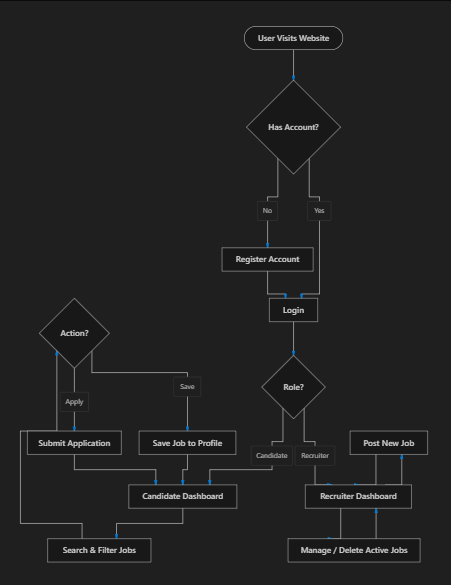 User Visits Website
Has Account?
No
Yes
Register Account
Login
Action?
Role?
Apply
Save
Submit Application
Save Job to Profile
Candidate
Recruiter
Post New Job
Candidate Dashboard
Recruiter Dashboard
Search & Filter Jobs
Manage / Delete Active Jobs